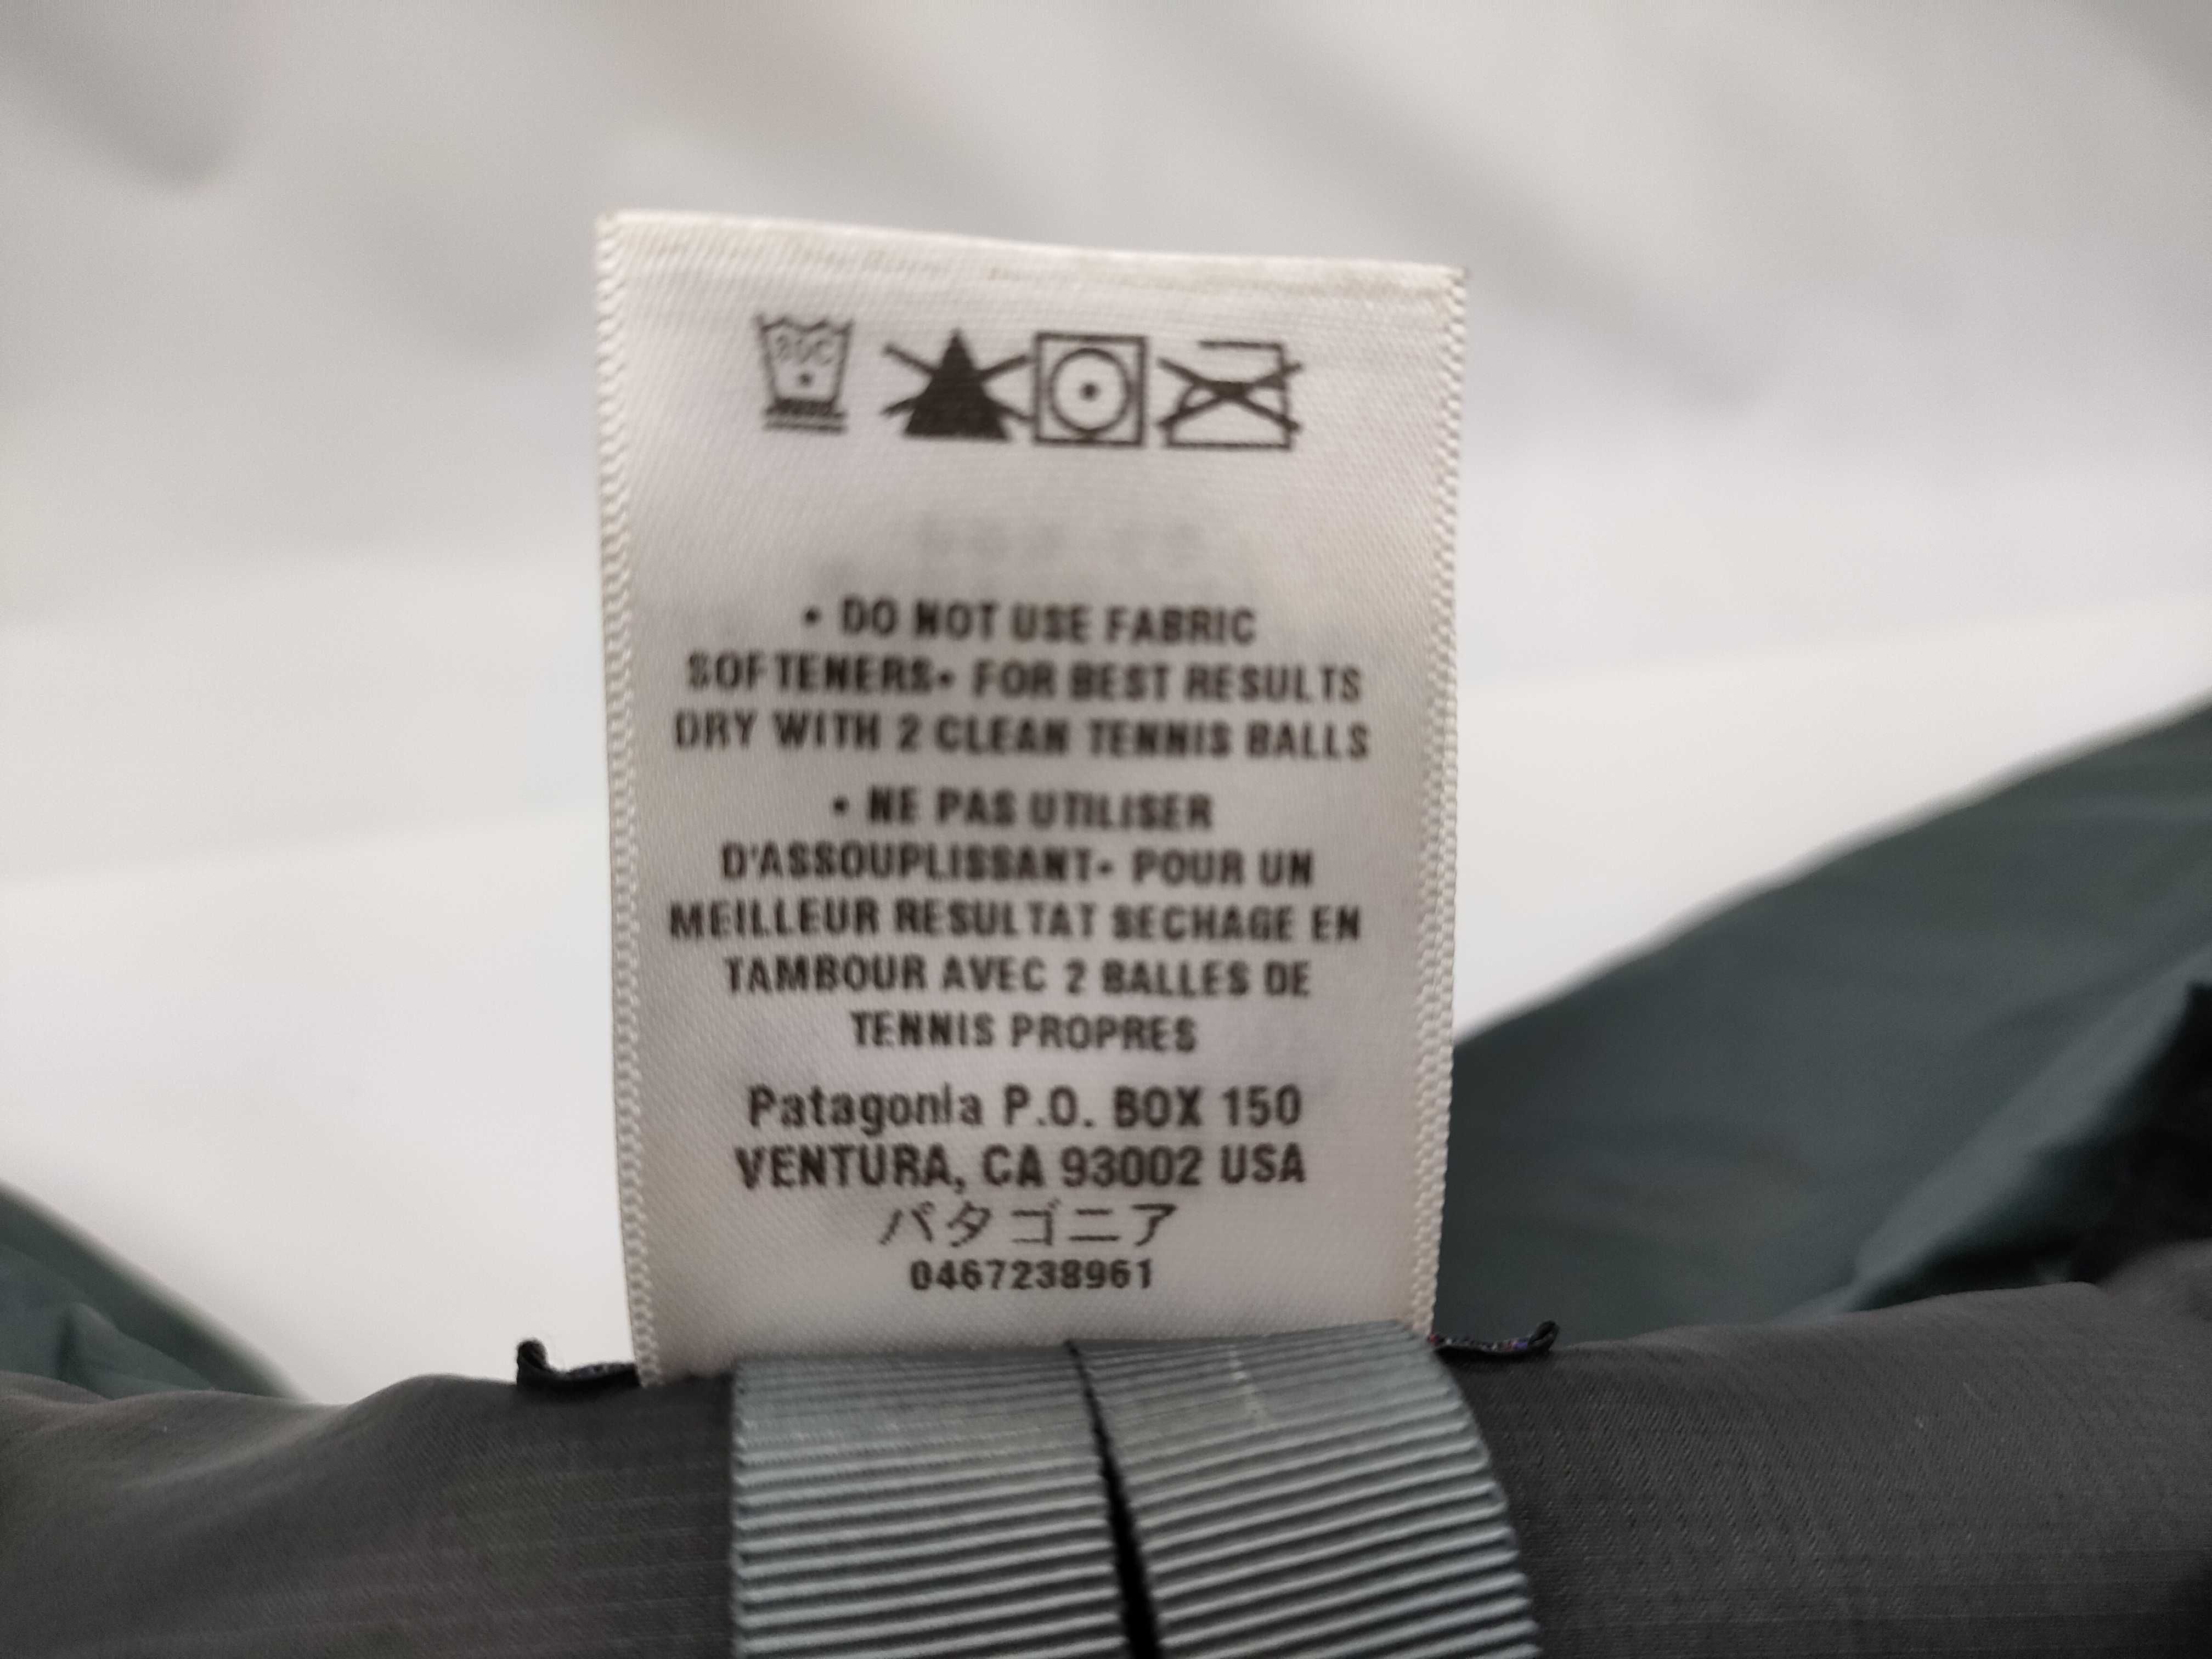 30C
• DO NOT USE FABRIC
SOFTENERS• FOR BEST RESULTS
DRY WITH 2 CLEAN TENNIS BALLS
• NE PAS UTILISER
D'ASSOUPLISSANT• POUR UN
MEILLEUR RESULTAT SECHAGE EN
TAMBOUR AVEC 2 BALLES DE
TENNIS PROPRES
Patagonia P.O. BOX 150
VENTURA, CA 93002 USA
パタゴニア
0467238961